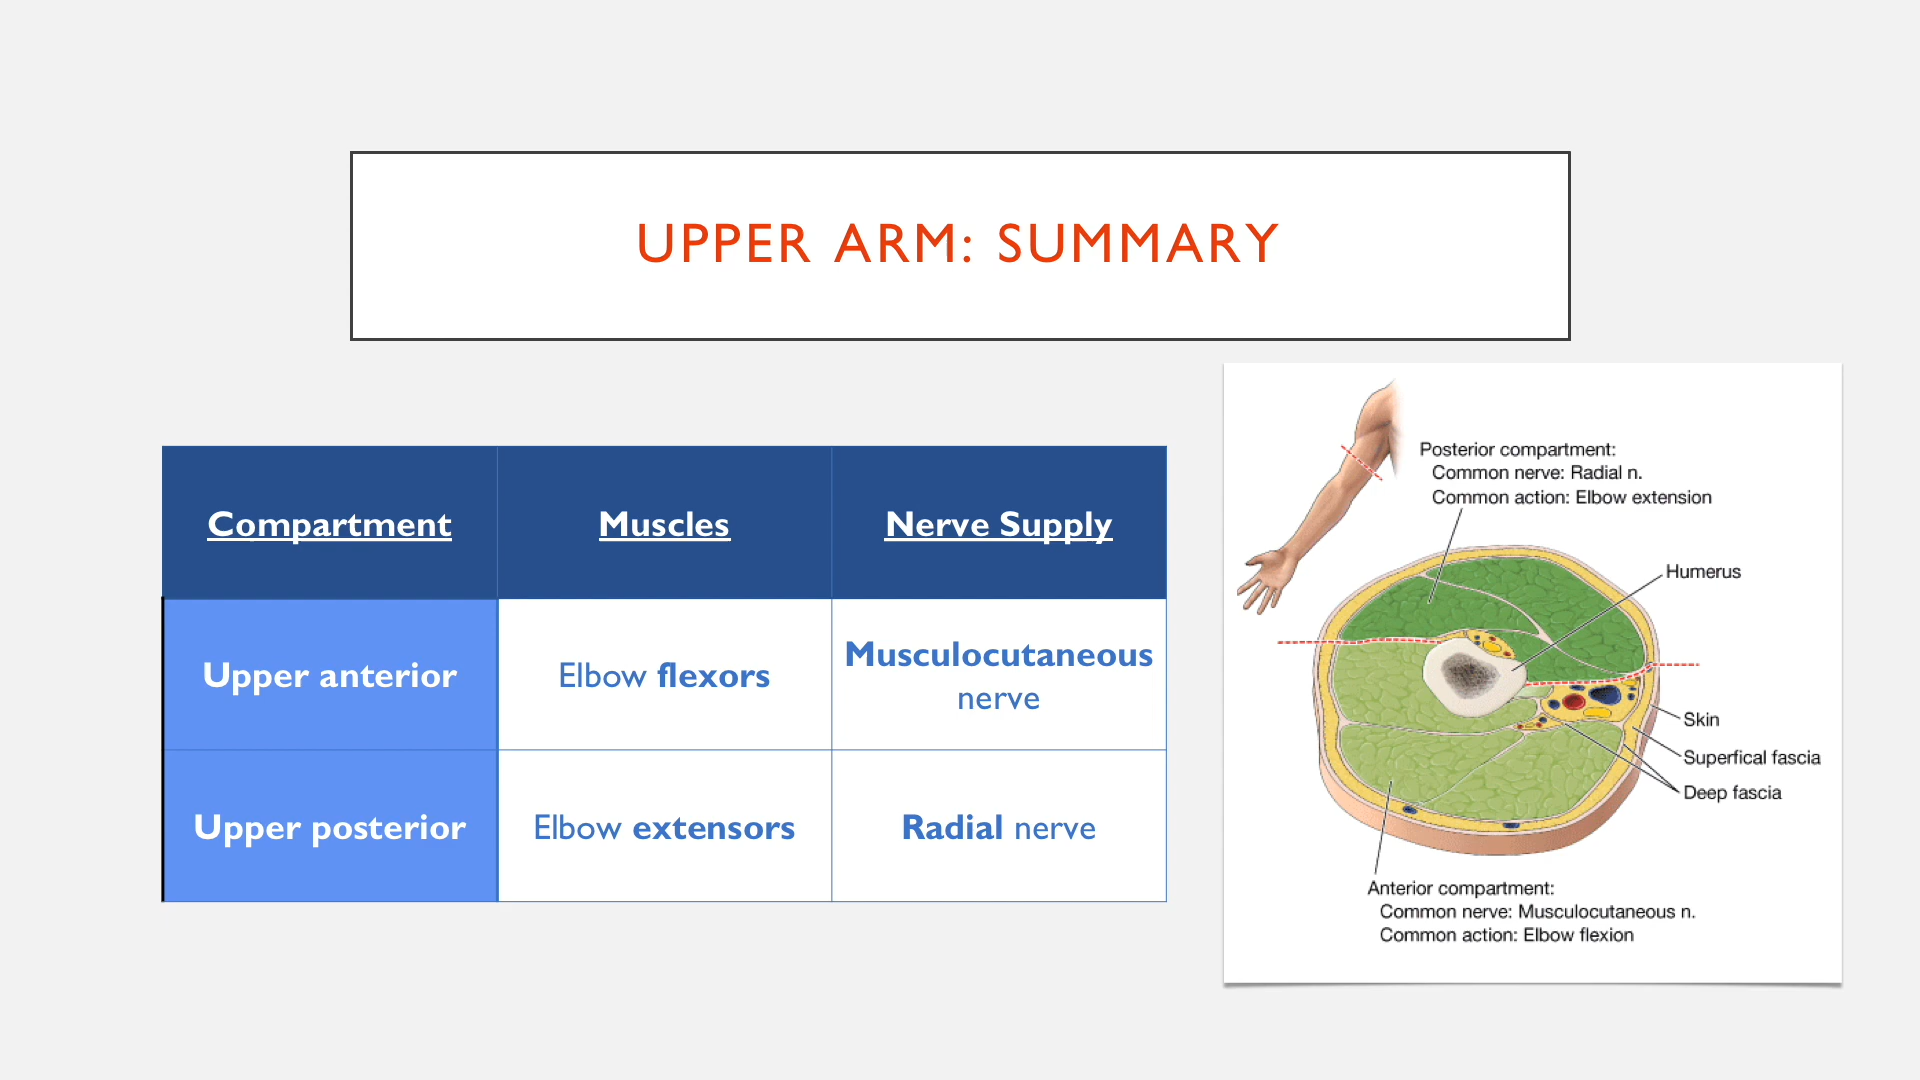 UPPER ARM: SUMMARY
Compartment
Muscles
Nerve Supply
Upper anterior
Elbow flexors
Musculocutaneous
nerve
Upper posterior
Elbow extensors
Radial nerve
Posterior compartment:
Common nerve: Radial n.
Common action: Elbow extension
Humerus
Skin
Superfical fascia
Deep fascia
Anterior compartment:
Common nerve: Musculocutaneous n.
Common action: Elbow flexion